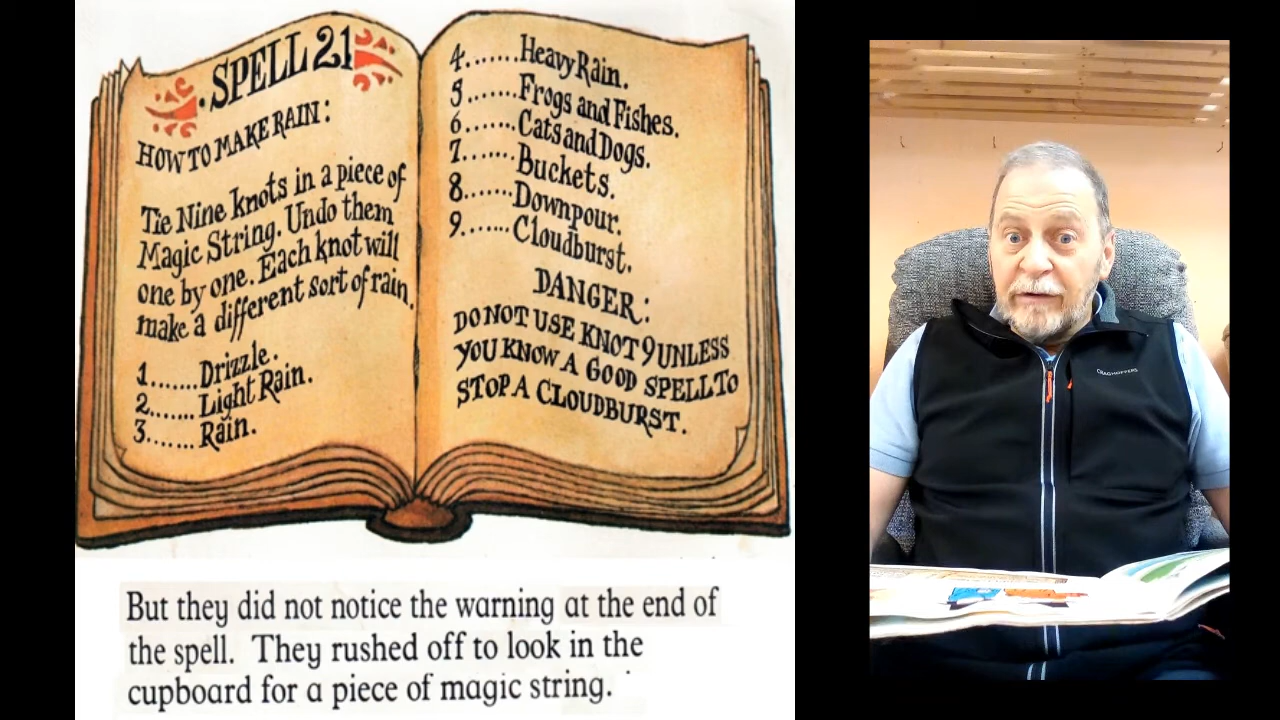 SPELL 21
HOW TO MAKE RAIN:
Tie Nine knots in a piece of
Magic String. Undo them
one by one. Each knot will
make a different sort of rain.
1.......Drizzle.
2.......Light Rain.
3.......Rain.
4.......Heavy Rain.
5.......Frogs and Fishes.
6.......Cats and Dogs.
7.......Buckets.
8.......Downpour.
9.......Cloudburst.
DANGER:
DO NOT USE KNOT 9 UNLESS
YOU KNOW A GOOD SPELL TO
STOP A CLOUDBURST.
But they did not notice the warning at the end of
the spell. They rushed off to look in the
cupboard for a piece of magic string.
CRAGHOPPERS